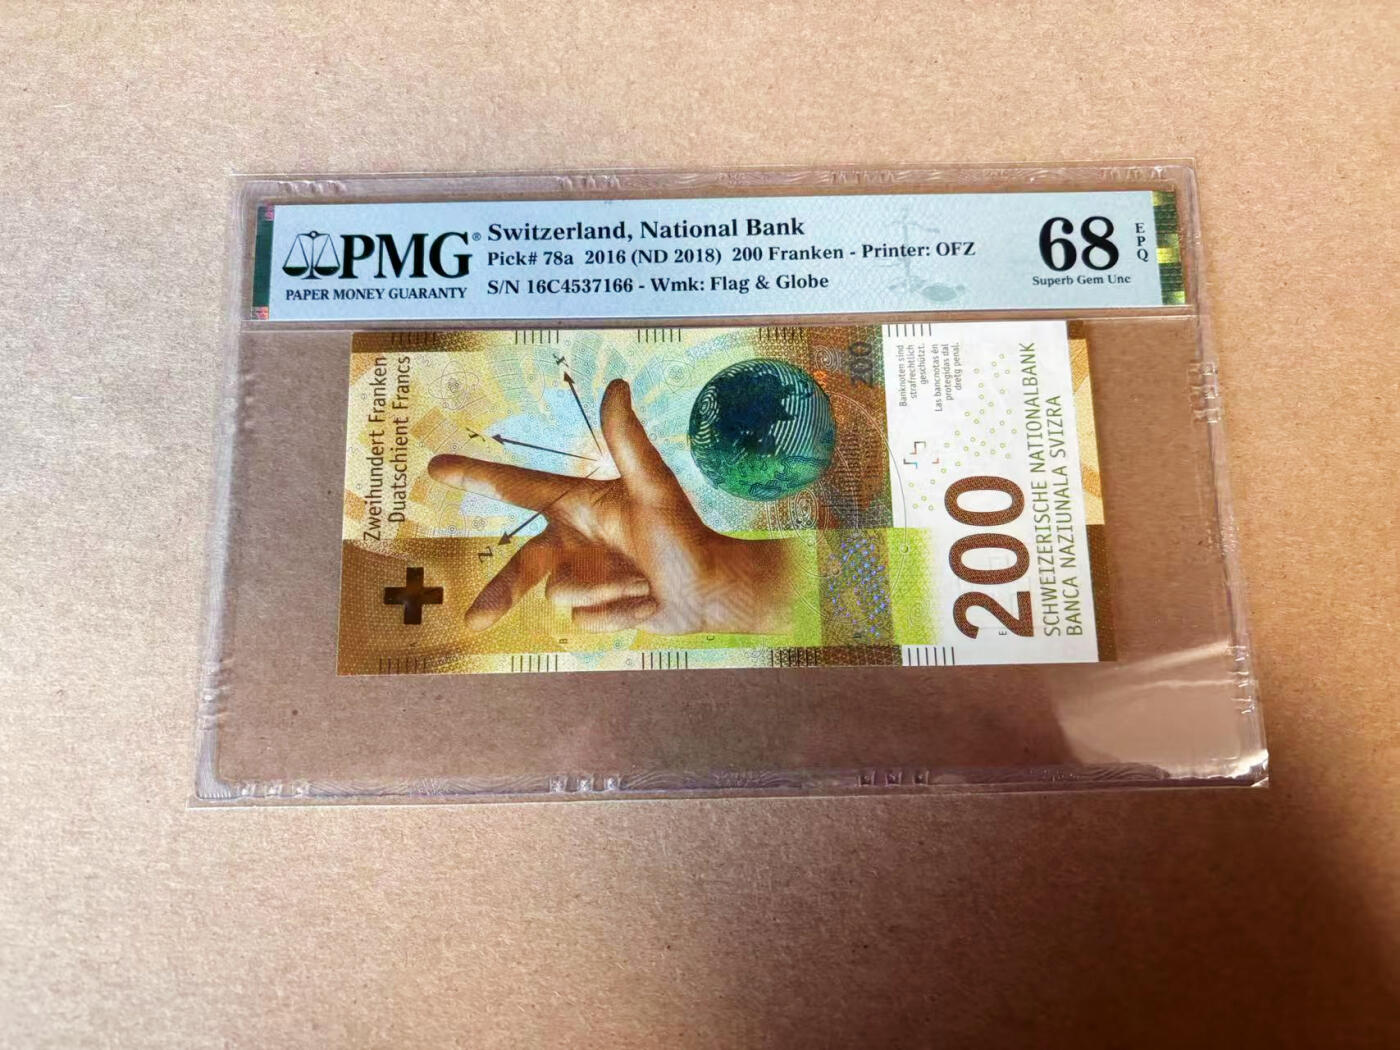 PMG®
PAPER MONEY GUARANTY
Switzerland, National Bank
Pick# 78a 2016 (ND 2018) 200 Franken - Printer: OFZ
S/N 16C4537166 - Wmk: Flag & Globe
68
EPQ
Superb Gem Unc
Zweihundert Franken
Duatschient Francs
x
y
z
200
Banknoten sind
strafrechtlich
geschützt.
Las bancnotas èn
protegidas dal
dretg penal.
200
SCHWEIZERISCHE NATIONALBANK
BANCA NAZIUNALA SVIZRA
B
C
E